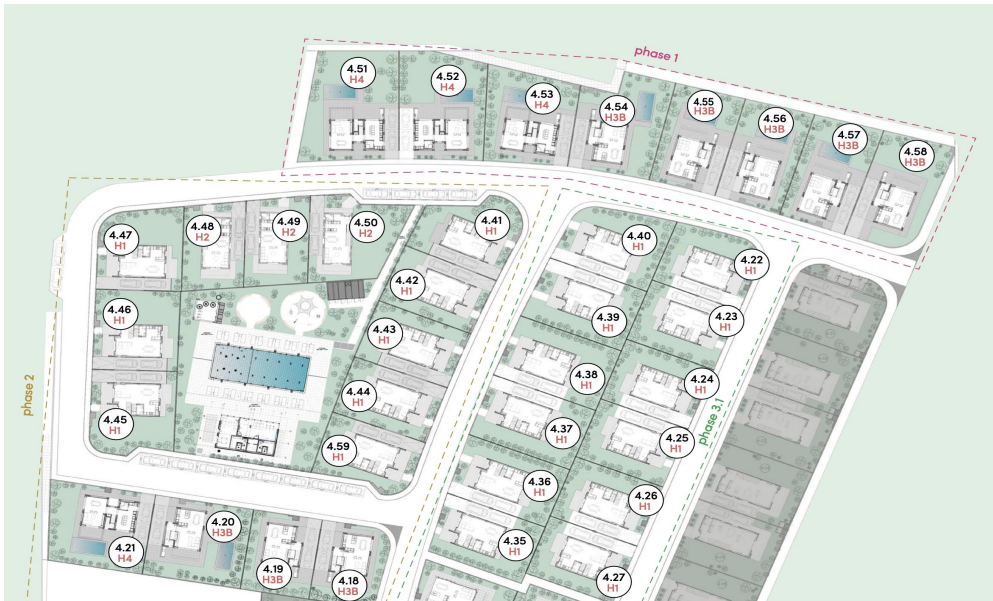 phase 1
4.51
H4
4.52
H4
4.53
H4
4.54
H3B
4.55
H3B
4.56
H3B
4.57
H3B
4.58
H3B
4.47
H1
4.48
H2
4.49
H2
4.50
H2
4.41
H1
4.40
H1
4.22
H1
4.42
H1
4.46
H1
4.43
H1
4.39
H1
4.23
H1
phase 2
4.45
H1
4.44
H1
4.38
H1
4.24
H1
phase 3.1
4.59
H1
4.37
H1
4.25
H1
4.36
H1
4.26
H1
4.21
H4
4.20
H3B
4.19
H3B
4.18
H3B
4.35
H1
4.27
H1